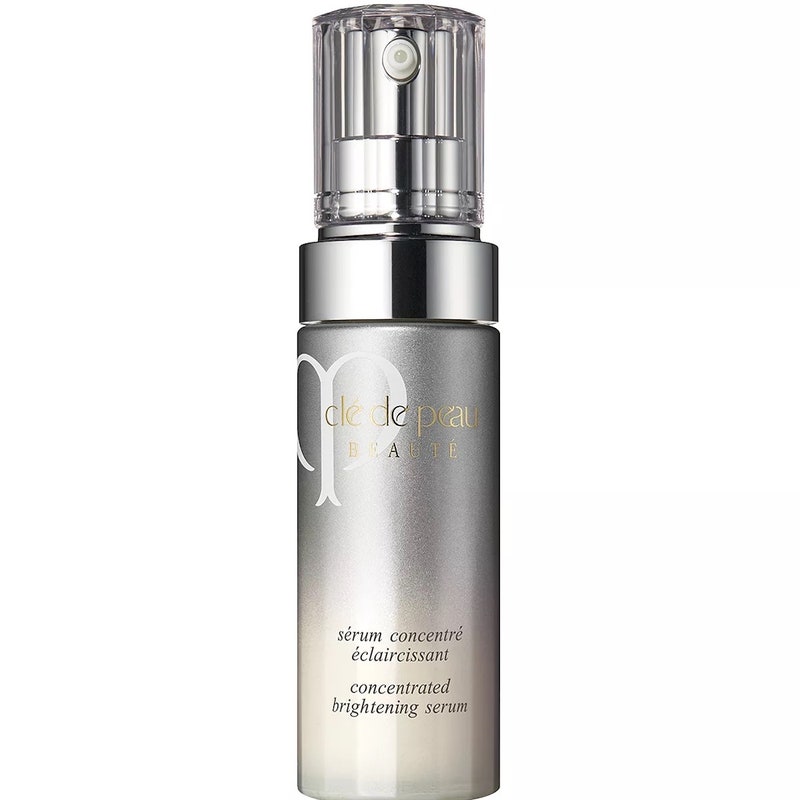 clé de peau
BEAUTÉ
sérum concentré
éclaircissant
concentrated
brightening serum